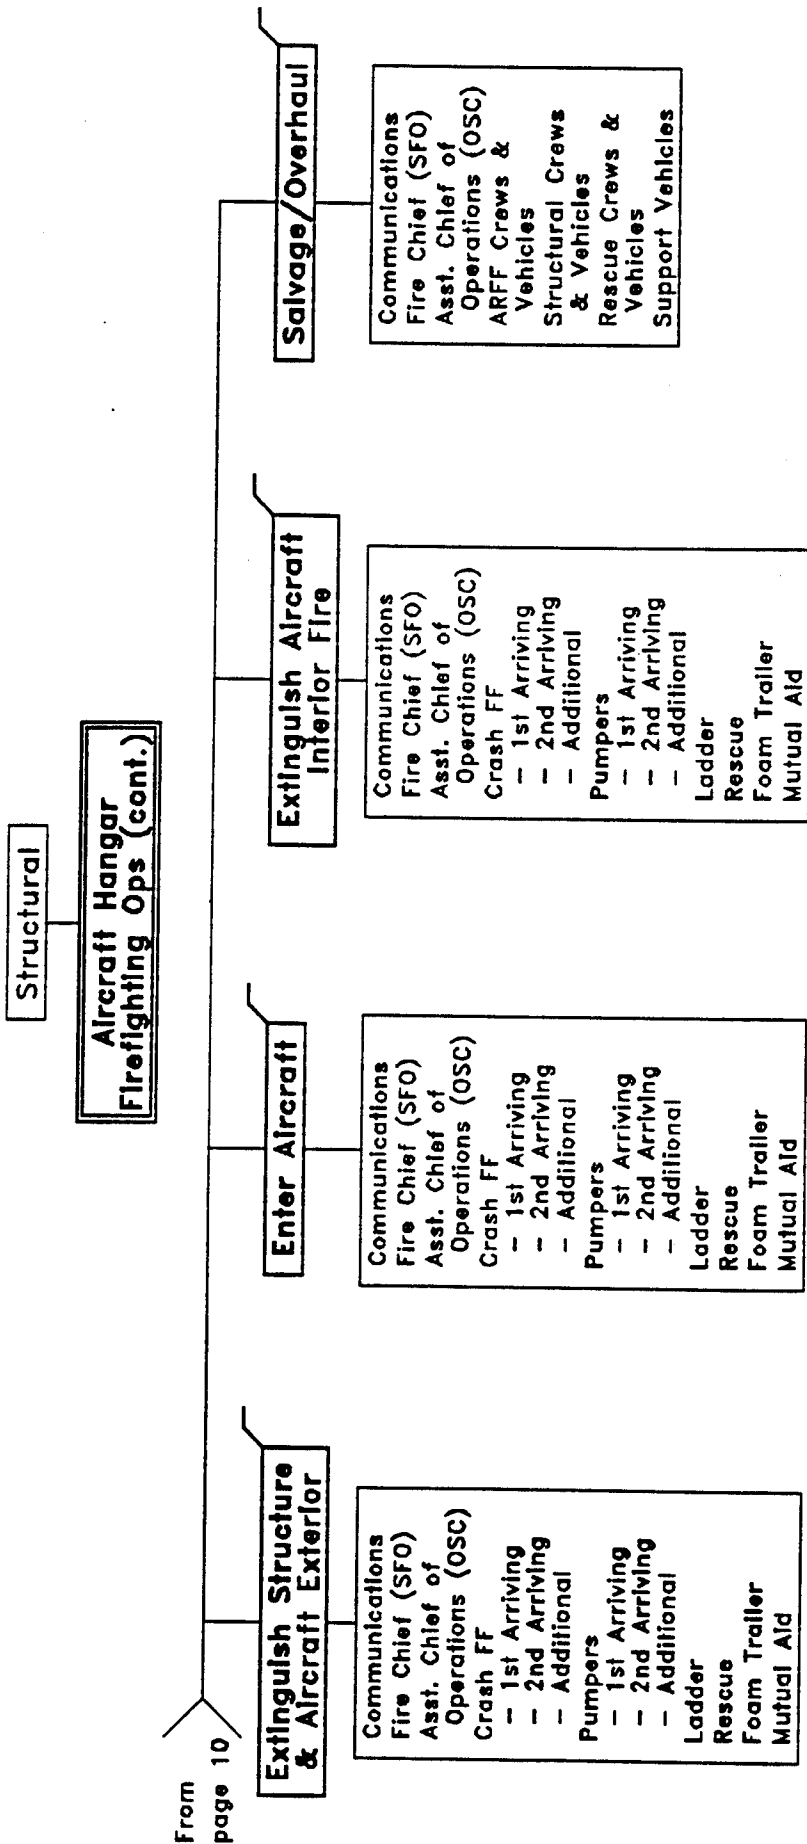 Structural
Aircraft Hangar
Firefighting Ops (cont.)
From
page 10
Extinguish Structure
& Aircraft Exterior
Communications
Fire Chief (SFO)
Asst. Chief of
Operations (OSC)
Crash FF
- 1st Arriving
- 2nd Arriving
- Additional
Pumpers
- 1st Arriving
- 2nd Arriving
- Additional
Ladder
Rescue
Foam Trailer
Mutual Aid
Enter Aircraft
Communications
Fire Chief (SFO)
Asst. Chief of
Operations (OSC)
Crash FF
- 1st Arriving
- 2nd Arriving
- Additional
Pumpers
- 1st Arriving
- 2nd Arriving
- Additional
Ladder
Rescue
Foam Trailer
Mutual Aid
Extinguish Aircraft
Interior Fire
Communications
Fire Chief (SFO)
Asst. Chief of
Operations (OSC)
Crash FF
- 1st Arriving
- 2nd Arriving
- Additional
Pumpers
- 1st Arriving
- 2nd Arriving
- Additional
Ladder
Rescue
Foam Trailer
Mutual Aid
Salvage/Overhaul
Communications
Fire Chief (SFO)
Asst. Chief of
Operations (OSC)
ARFF Crews &
Vehicles
Structural Crews
& Vehicles
Rescue Crews &
Vehicles
Support Vehicles